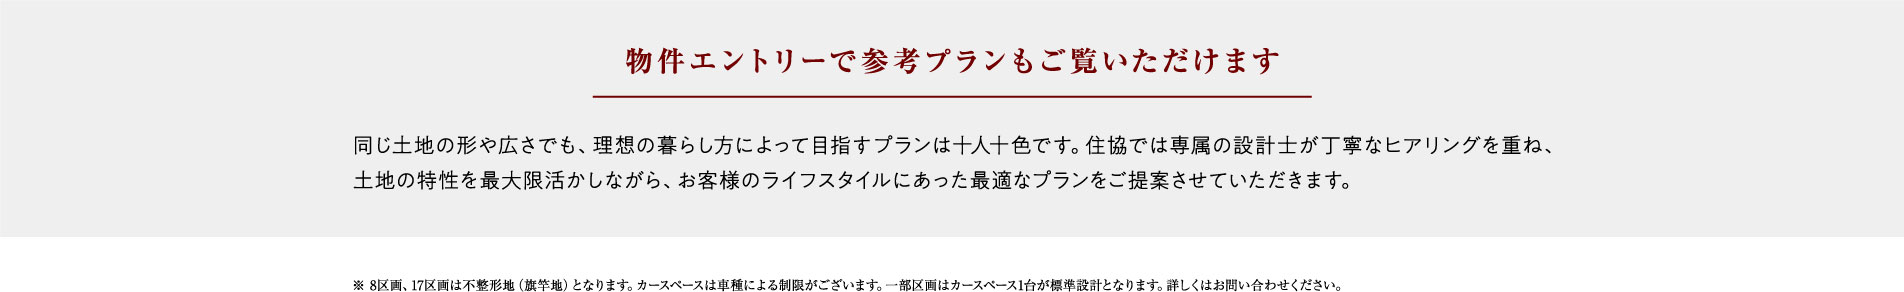 物件エントリーで参考プランもご覧いただけます
同じ土地の形や広さでも、理想の暮らし方によって目指すプランは十人十色です。住協では専属の設計士が丁寧なヒアリングを重ね、
土地の特性を最大限活かしながら、お客様のライフスタイルにあった最適なプランをご提案させていただきます。
※ 8区画、17区画は不整形地（旗竿地）となります。カースペースは車種による制限がございます。一部区画はカースペース1台が標準設計となります。詳しくはお問い合わせください。